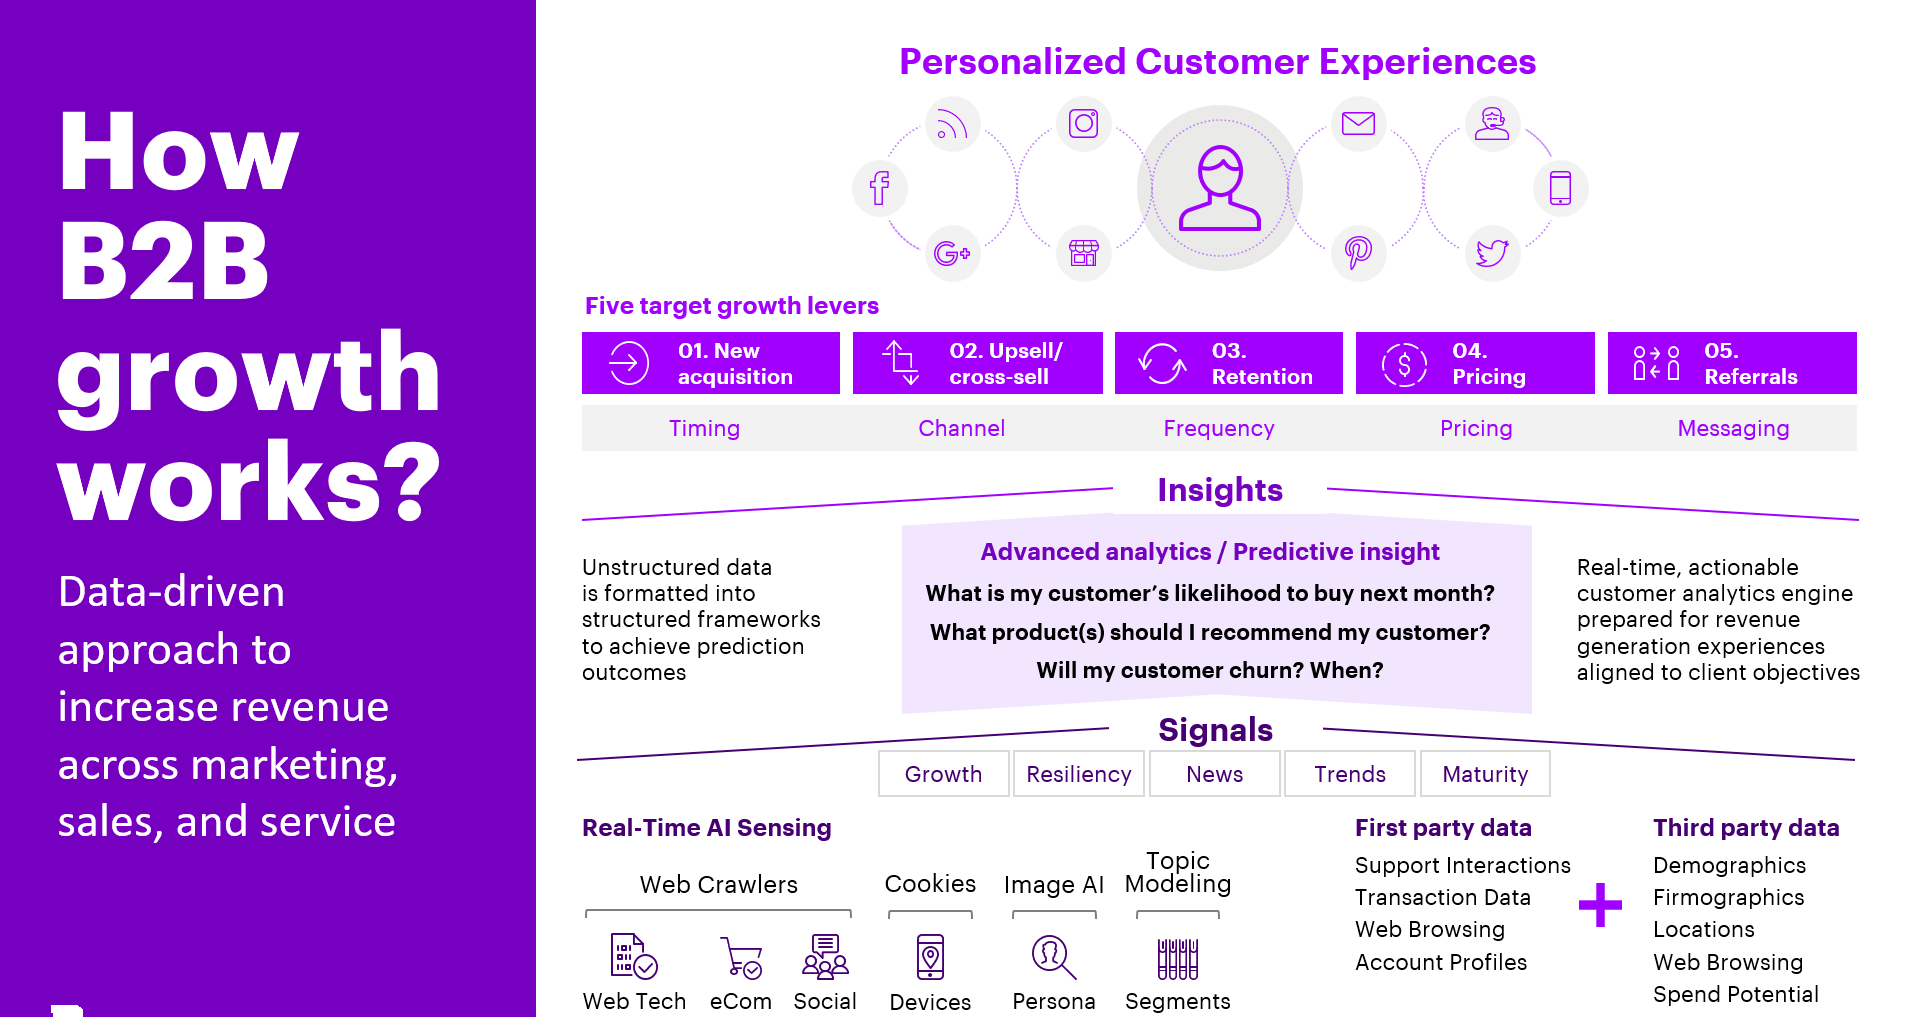 How
B2B
growth
works?
Data-driven
approach to
increase revenue
across marketing,
sales, and service
Personalized Customer Experiences
Five target growth levers
01. New
acquisition
02. Upsell/
cross-sell
03.
Retention
04.
Pricing
05.
Referrals
Timing
Channel
Frequency
Pricing
Messaging
Insights
Unstructured data
is formatted into
structured frameworks
to achieve prediction
outcomes
Advanced analytics / Predictive insight
What is my customer's likelihood to buy next month?
What product(s) should I recommend my customer?
Will my customer churn? When?
Real-time, actionable
customer analytics engine
prepared for revenue
generation experiences
aligned to client objectives
Signals
Growth
Resiliency
News
Trends
Maturity
Real-Time AI Sensing
Web Crawlers
Cookies
Image AI
Topic
Modeling
Web Tech
eCom
Social
Devices
Persona
Segments
First party data
Support Interactions
Transaction Data
Web Browsing
Account Profiles
+
Third party data
Demographics
Firmographics
Locations
Web Browsing
Spend Potential